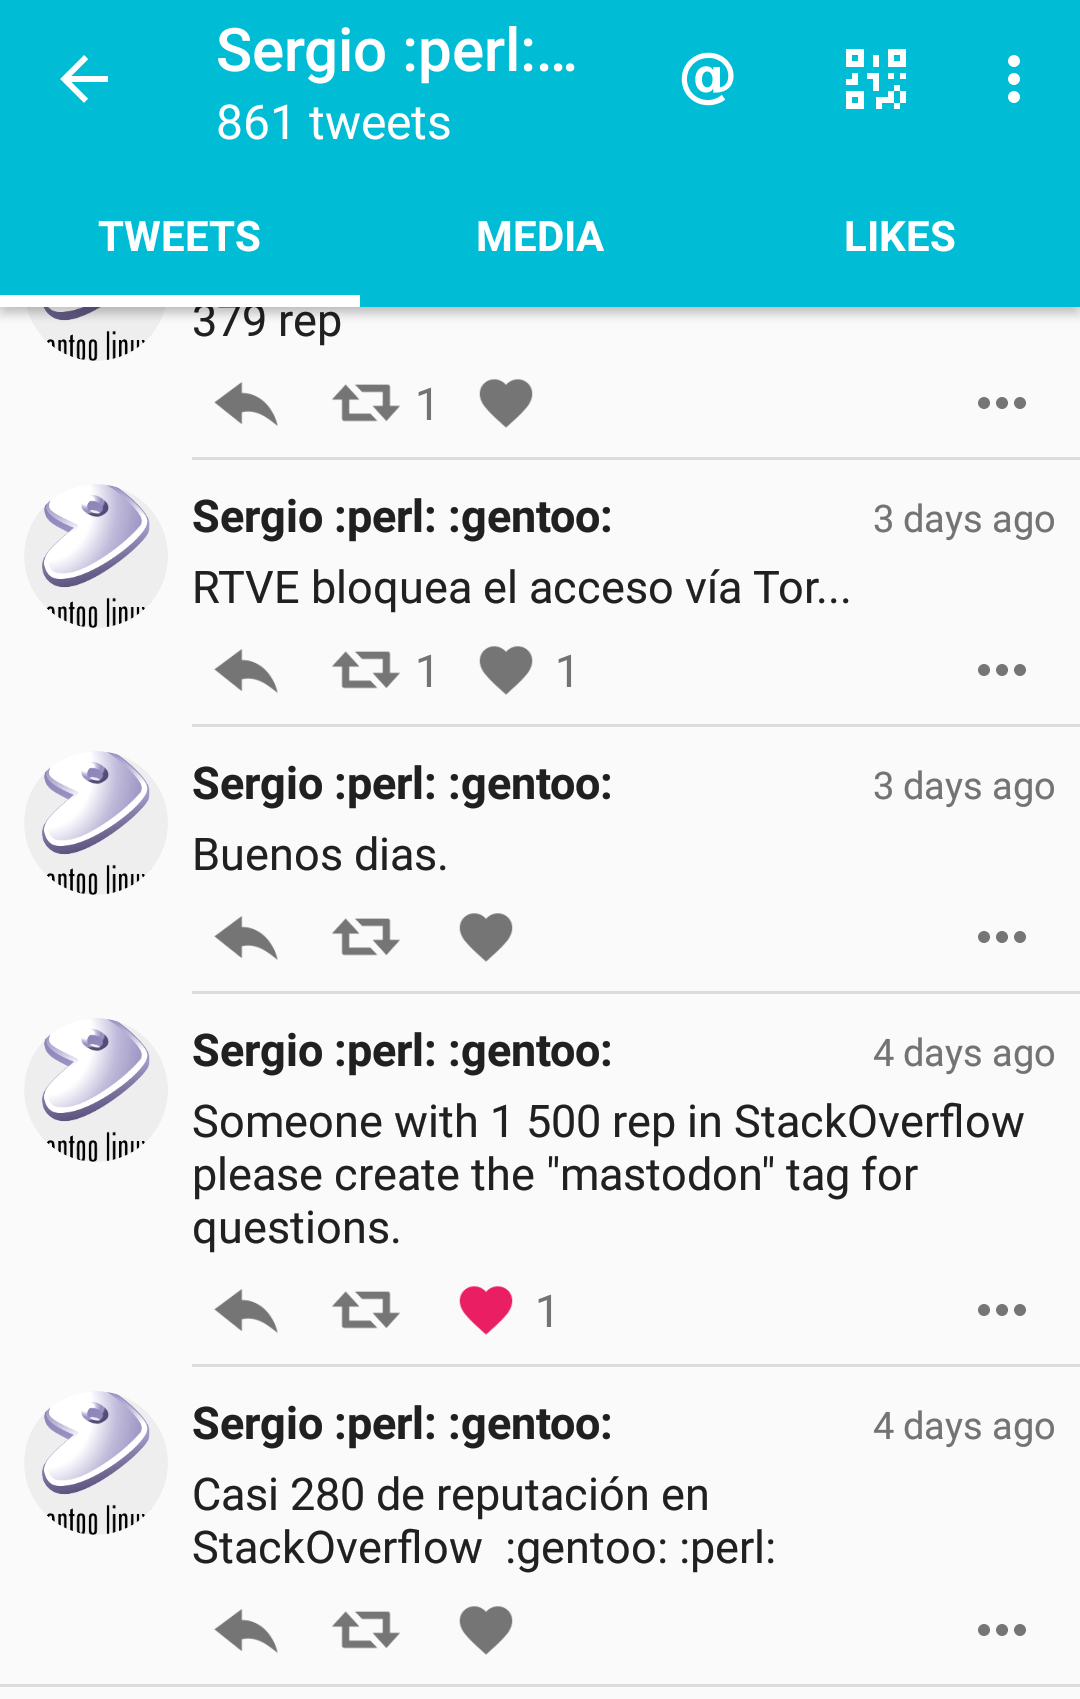 Sergio :perl:...
861 tweets
@
TWEETS
MEDIA
LIKES
379 rep
1
Sergio :perl: :gentoo:
3 days ago
RTVE bloquea el acceso vía Tor...
1
1
Sergio :perl: :gentoo:
3 days ago
Buenos dias.
Sergio :perl: :gentoo:
4 days ago
Someone with 1 500 rep in StackOverflow
please create the "mastodon" tag for
questions.
1
Sergio :perl: :gentoo:
4 days ago
Casi 280 de reputación en
StackOverflow :gentoo: :perl: